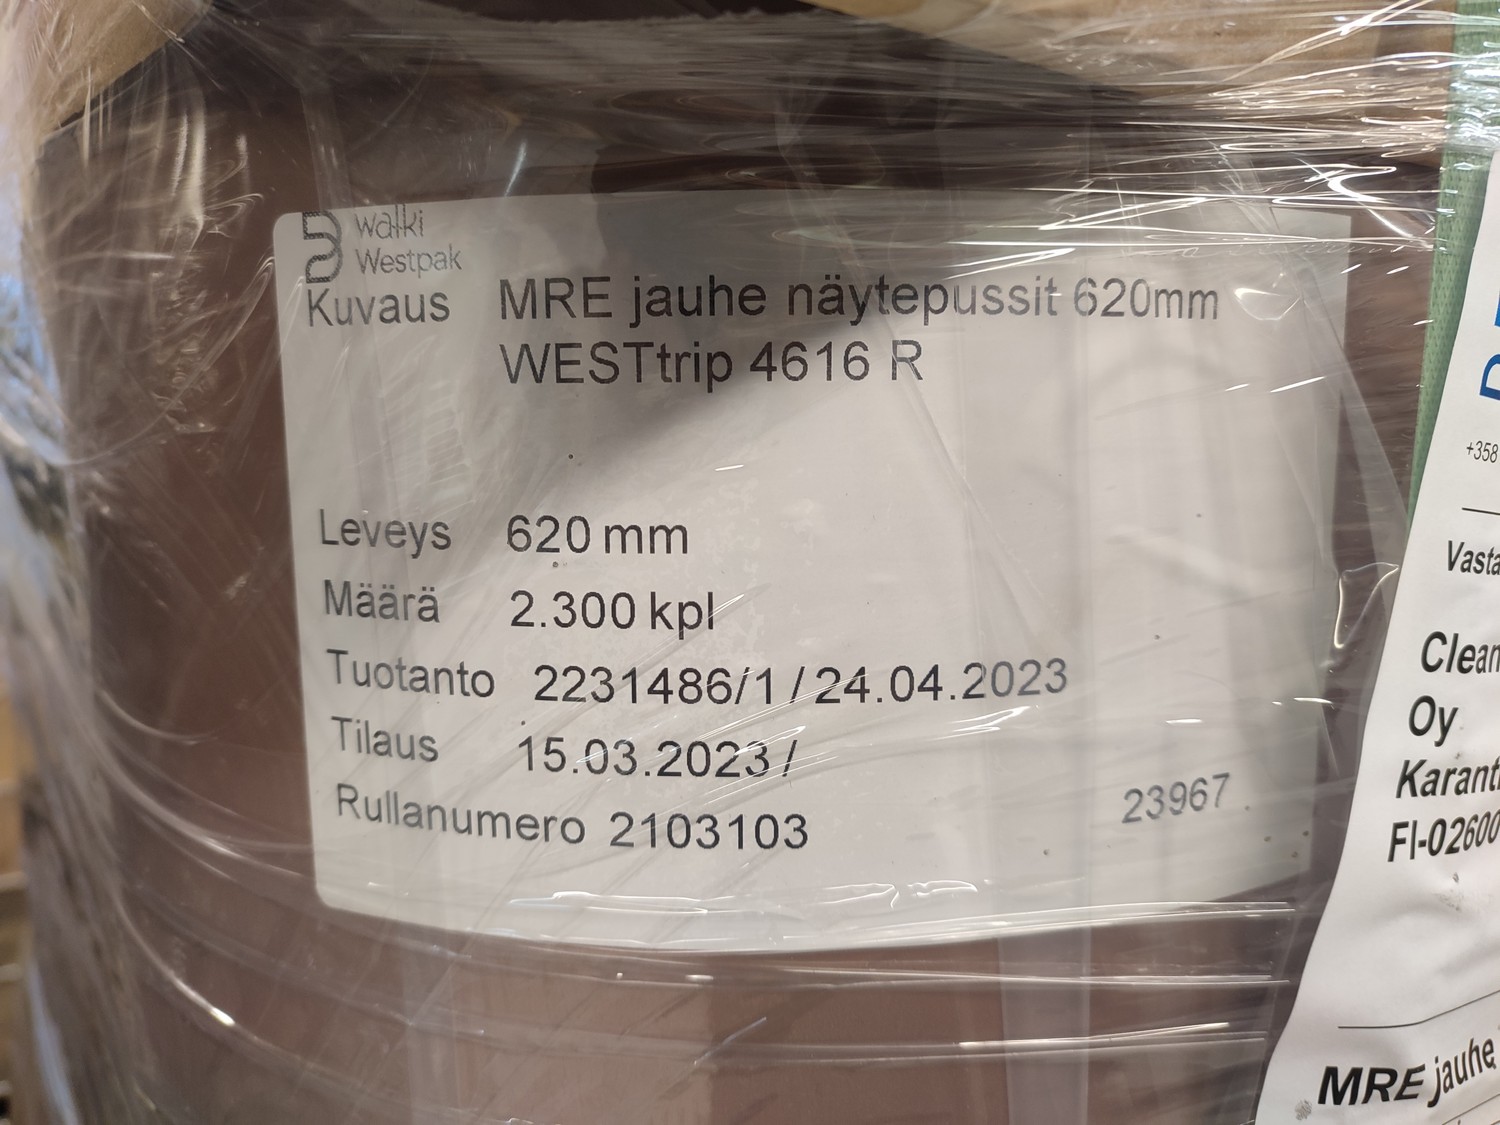 walki
Westpak
Kuvaus MRE jauhe näytepussit 620mm
WESTtrip 4616 R
Leveys 620 mm
Määrä 2.300 kpl
Tuotanto 2231486/1 / 24.04.2023
Tilaus 15.03.2023 /
Rullanumero 2103103
23967
+358
Vasta
Clean
Oy
Karant
FI-02600
MRE jauhe